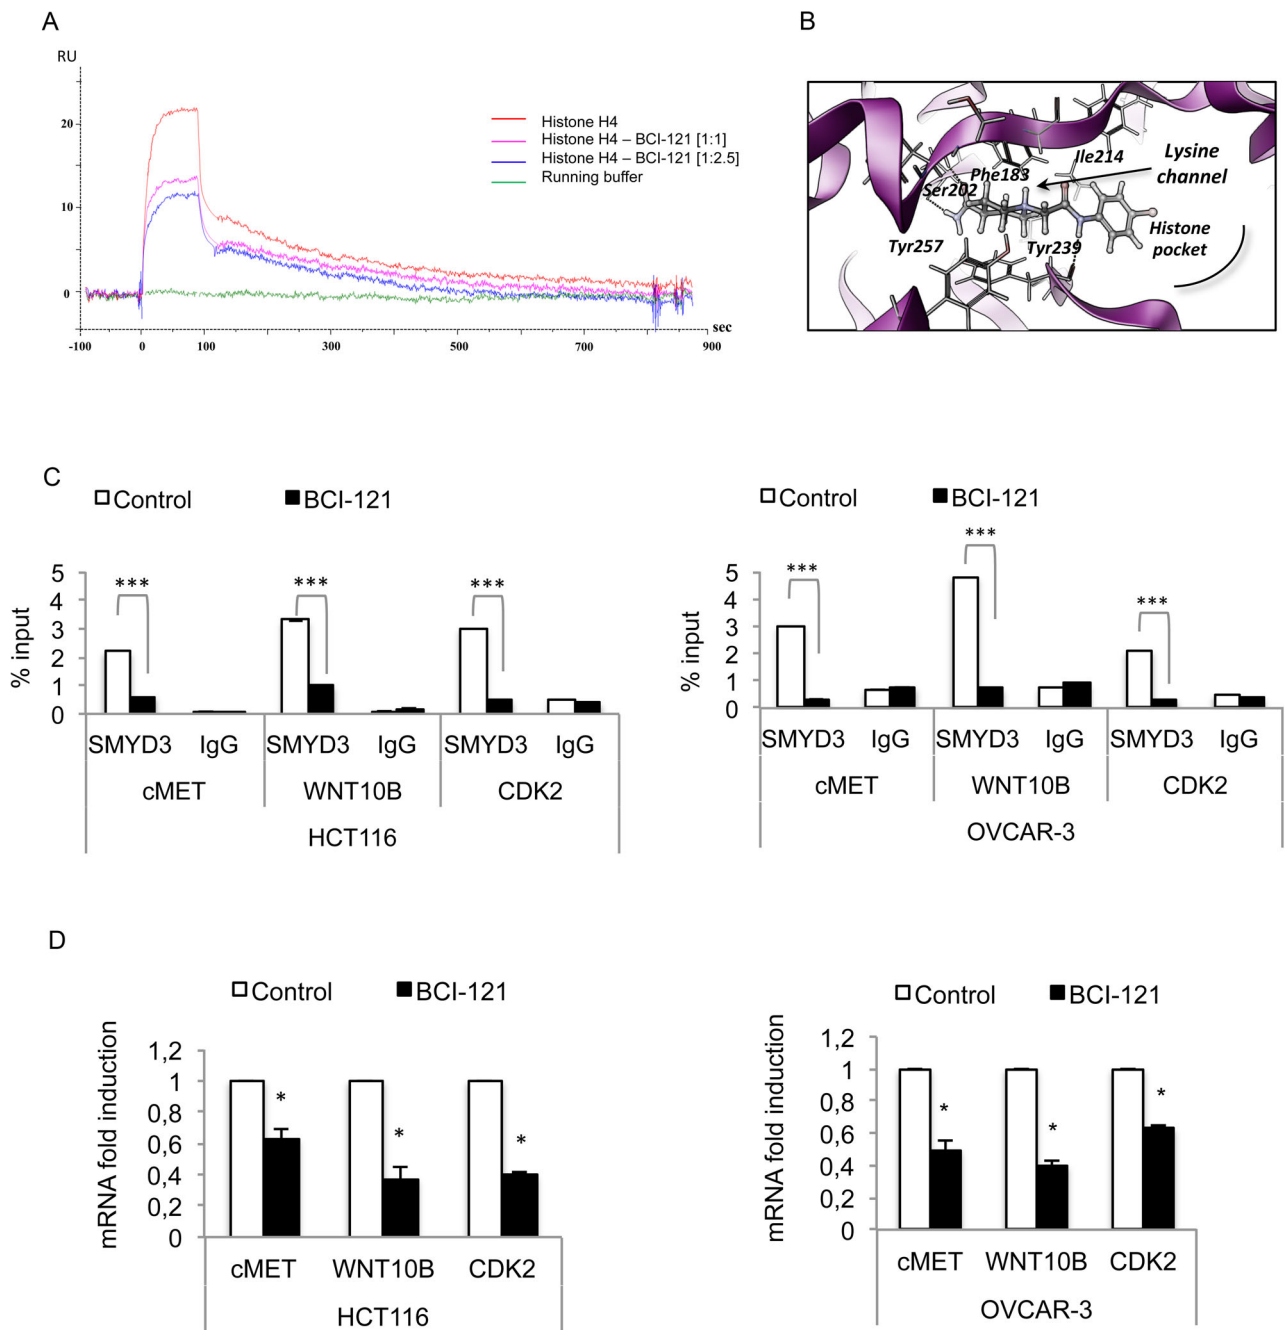 A
RU
20
10
0
-100 0 100 300 500 700 900
sec
Histone H4
Histone H4 – BCI-121 [1:1]
Histone H4 – BCI-121 [1:2.5]
Running buffer
B
Ile214
Lysine
channel
Phe183
Ser202
Tyr257
Tyr239
Histone
pocket
C
Control BCI-121
% input
5
4
3
2
1
0
*** *** ***
SMYD3 IgG SMYD3 IgG SMYD3 IgG
cMET WNT10B CDK2
HCT116
Control BCI-121
% input
5
4
3
2
1
0
*** *** ***
SMYD3 IgG SMYD3 IgG SMYD3 IgG
cMET WNT10B CDK2
OVCAR-3
D
Control BCI-121
mRNA fold induction
1,2
1
0,8
0,6
0,4
0,2
0
* * *
cMET WNT10B CDK2
HCT116
Control BCI-121
mRNA fold induction
1,2
1
0,8
0,6
0,4
0,2
0
* * *
cMET WNT10B CDK2
OVCAR-3